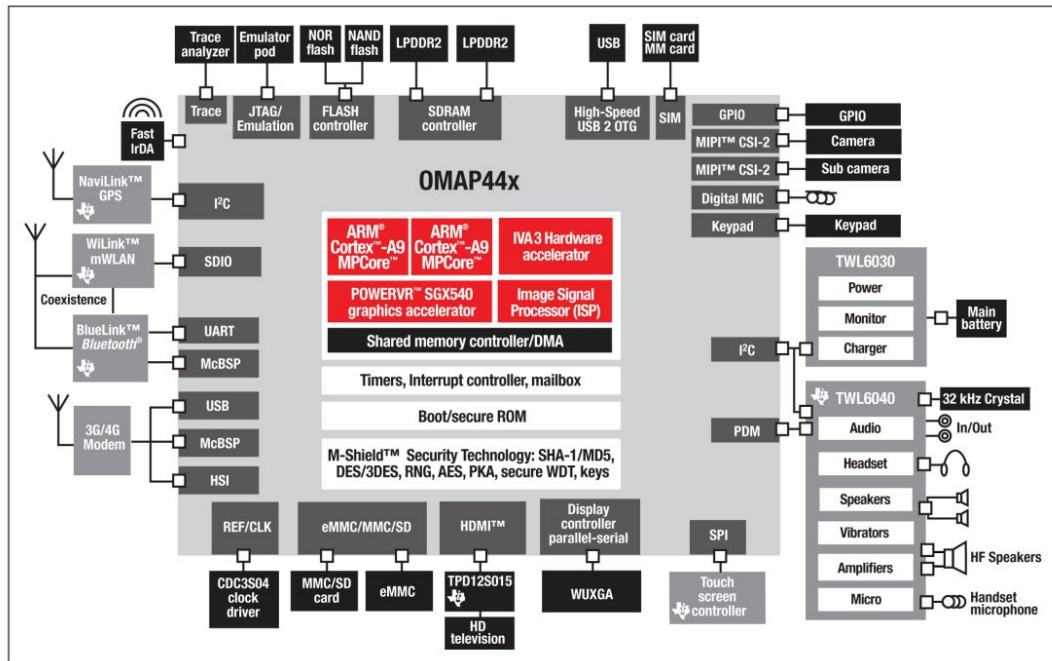 Trace
analyzer
Emulator
pod
NOR
flash
NAND
flash
LPDDR2
LPDDR2
USB
SIM card
MM card
Trace
JTAG/
Emulation
FLASH
controller
SDRAM
controller
High-Speed
USB 2 OTG
SIM
Fast
IrDA
NaviLink™
GPS
I²C
WiLink™
mWLAN
SDIO
Coexistence
BlueLink™
Bluetooth®
UART
McBSP
3G/4G
Modem
USB
McBSP
HSI
OMAP44x
ARM®
Cortex™-A9
MPCore™
ARM®
Cortex™-A9
MPCore™
IVA3 Hardware
accelerator
POWERVR™ SGX540
graphics accelerator
Image Signal
Processor (ISP)
Shared memory controller/DMA
Timers, Interrupt controller, mailbox
Boot/secure ROM
M-Shield™ Security Technology: SHA-1/MD5,
DES/3DES, RNG, AES, PKA, secure WDT, keys
GPIO
GPIO
MIPI™ CSI-2
Camera
MIPI™ CSI-2
Sub camera
Digital MIC
Keypad
Keypad
I²C
PDM
TWL6030
Power
Monitor
Charger
Main
battery
TWL6040
32 kHz Crystal
Audio
In/Out
Headset
Speakers
Vibrators
Amplifiers
HF Speakers
Micro
Handset
microphone
REF/CLK
eMMC/MMC/SD
HDMI™
Display
controller
parallel-serial
SPI
CDC3S04
clock
driver
MMC/SD
card
eMMC
TPD12S015
HD
television
WUXGA
Touch
screen
controller